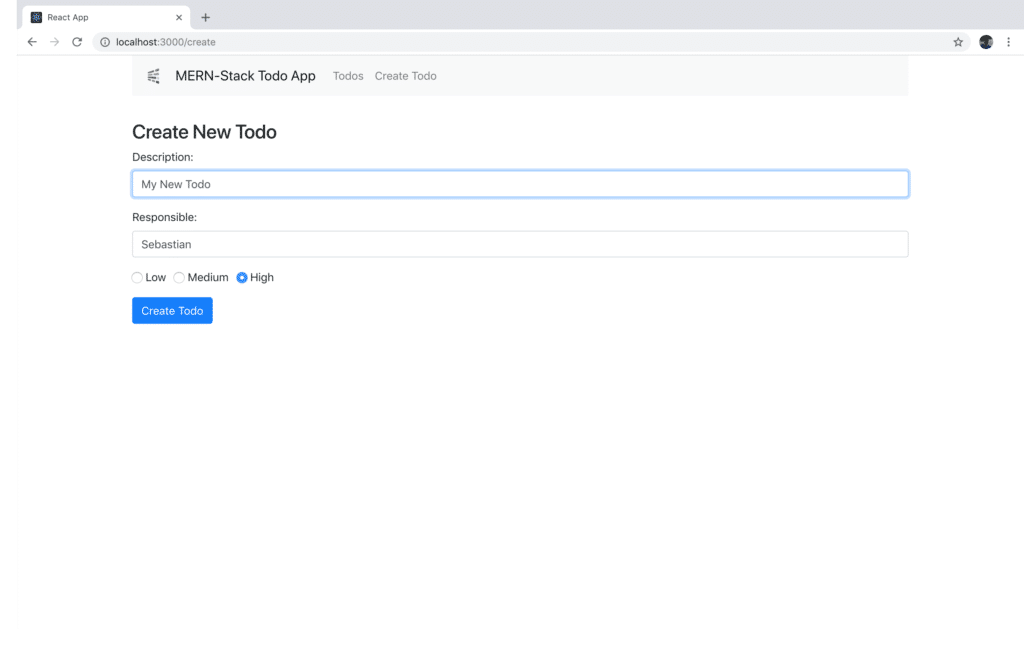 React App
localhost:3000/create
MERN-Stack Todo App Todos Create Todo
Create New Todo
Description:
My New Todo
Responsible:
Sebastian
Low Medium High
Create Todo